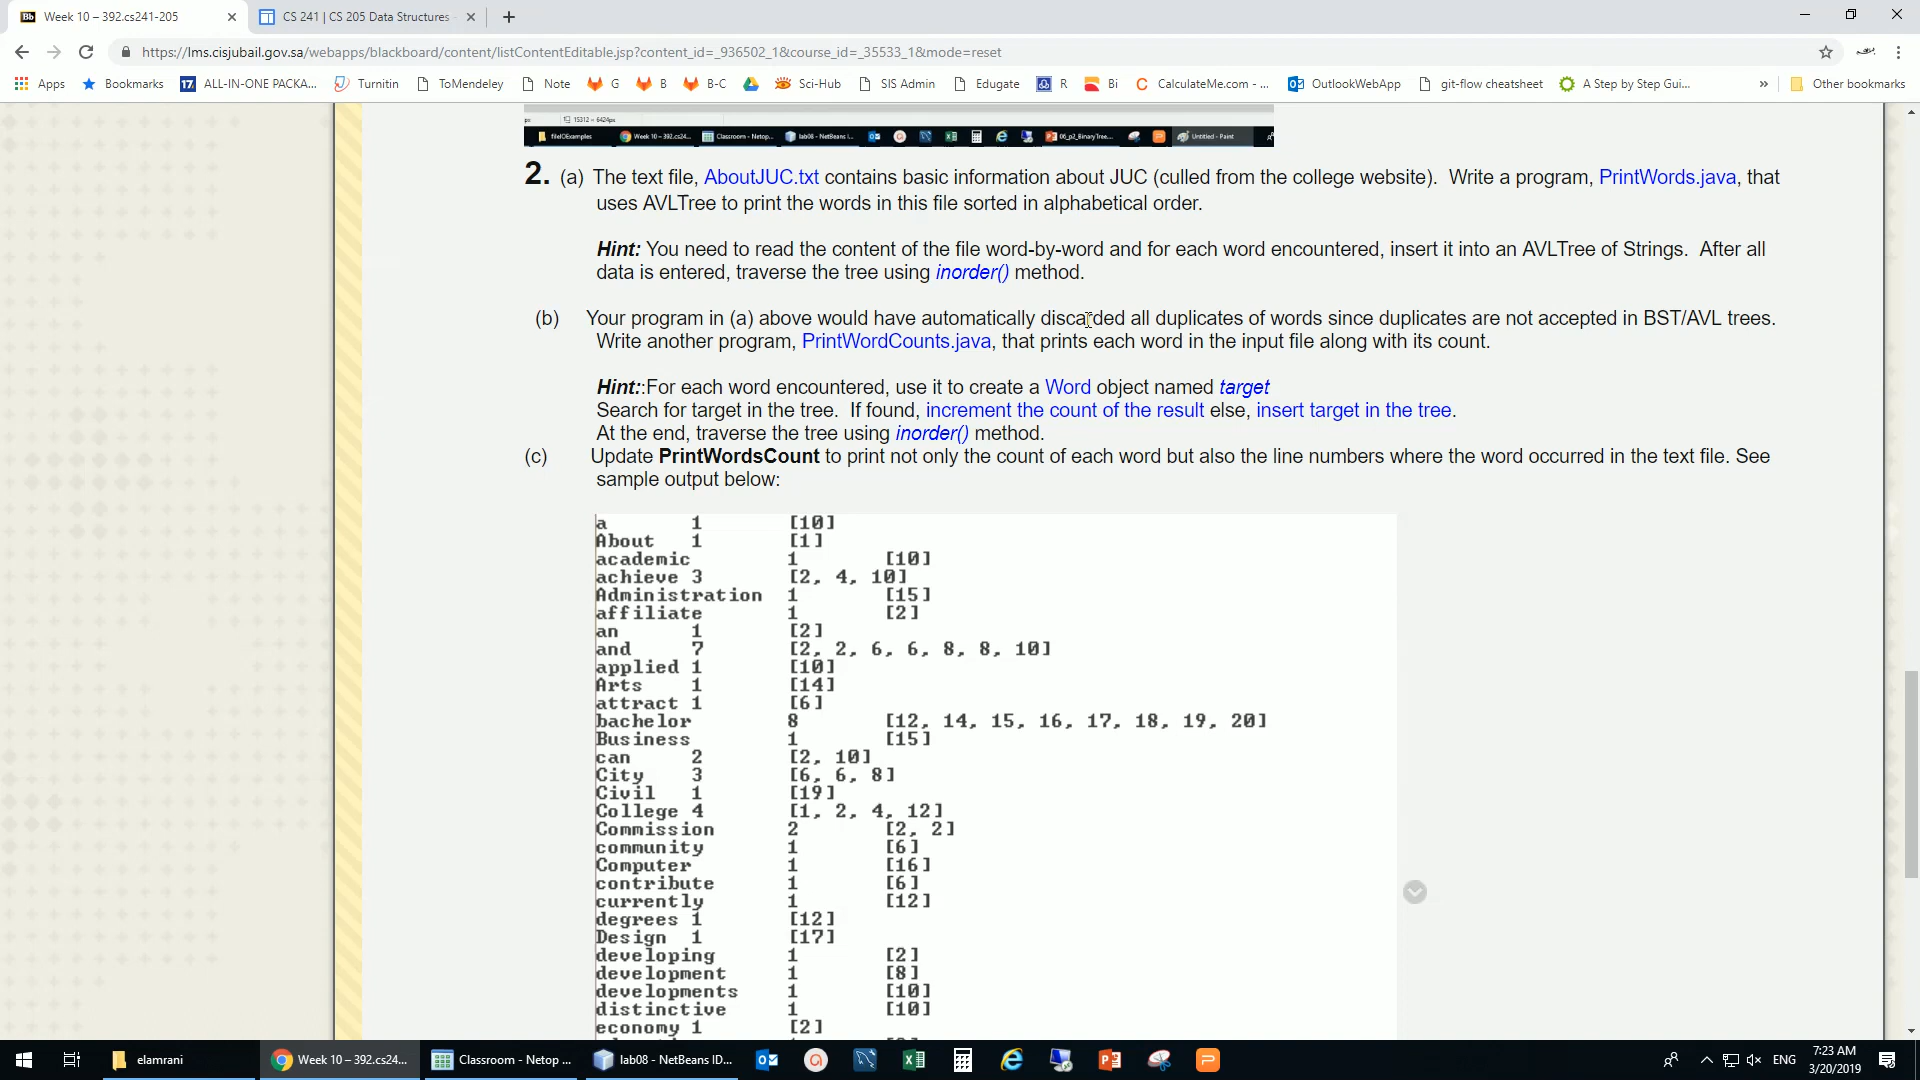 Week 10 – 392.cs241-205
CS 241 | CS 205 Data Structures
https://lms.cisjubail.gov.sa/webapps/blackboard/content/listContentEditable.jsp?content_id=_936502_1&course_id=_35533_1&mode=reset
Apps Bookmarks ALL-IN-ONE PACKA... Turnitin ToMendeley Note G B B-C Sci-Hub SIS Admin Edugate R Bi CalculateMe.com - ... OutlookWebApp git-flow cheatsheet A Step by Step Gui... » Other bookmarks
15312 × 6424px
fileIOExamples Week 10 – 392.cs24... Classroom - Netop... lab08 - NetBeans I... 06_p2_BinaryTree... Untitled - Paint
2. (a) The text file, AboutJUC.txt contains basic information about JUC (culled from the college website). Write a program, PrintWords.java, that
uses AVLTree to print the words in this file sorted in alphabetical order.
Hint: You need to read the content of the file word-by-word and for each word encountered, insert it into an AVLTree of Strings. After all
data is entered, traverse the tree using inorder() method.
(b) Your program in (a) above would have automatically discarded all duplicates of words since duplicates are not accepted in BST/AVL trees.
Write another program, PrintWordCounts.java, that prints each word in the input file along with its count.
Hint::For each word encountered, use it to create a Word object named target
Search for target in the tree. If found, increment the count of the result else, insert target in the tree.
At the end, traverse the tree using inorder() method.
(c) Update PrintWordsCount to print not only the count of each word but also the line numbers where the word occurred in the text file. See
sample output below:
a 1 [10]
About 1 [1]
academic 1 [10]
achieve 3 [2, 4, 10]
Administration 1 [15]
affiliate 1 [2]
an 1 [2]
and 7 [2, 2, 6, 6, 8, 8, 10]
applied 1 [10]
Arts 1 [14]
attract 1 [6]
bachelor 8 [12, 14, 15, 16, 17, 18, 19, 20]
Business 1 [15]
can 2 [2, 10]
City 3 [6, 6, 8]
Civil 1 [19]
College 4 [1, 2, 4, 12]
Commission 2 [2, 2]
community 1 [6]
Computer 1 [16]
contribute 1 [6]
currently 1 [12]
degrees 1 [12]
Design 1 [17]
developing 1 [2]
development 1 [8]
developments 1 [10]
distinctive 1 [10]
economy 1 [2]
elamrani Week 10 – 392.cs24... Classroom - Netop ... lab08 - NetBeans ID... ENG 7:23 AM
3/20/2019